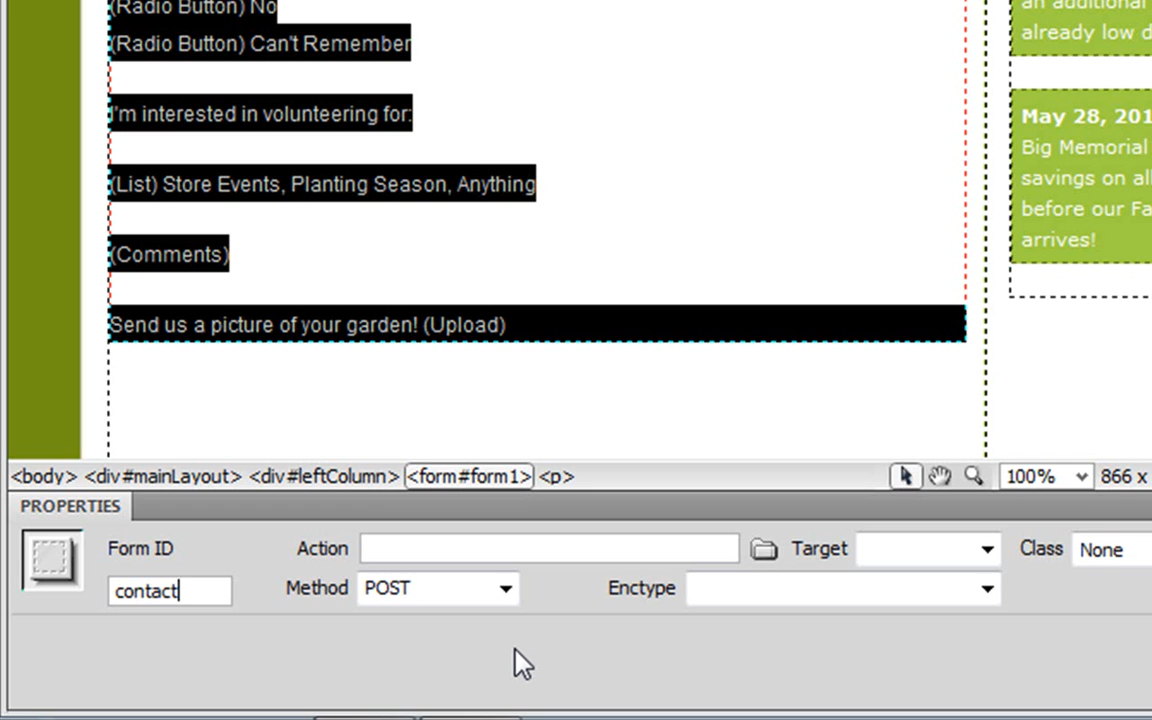 (Radio Button) No
(Radio Button) Can't Remember
I'm interested in volunteering for:
(List) Store Events, Planting Season, Anything
(Comments)
Send us a picture of your garden! (Upload)
an additional
already low d
May 28, 201
Big Memorial
savings on all
before our Fa
arrives!
<body> <div#mainLayout> <div#leftColumn> <form#form1> <p>
100%
866 x
PROPERTIES
Form ID
Action
Target
Class
None
contact
Method
POST
Enctype